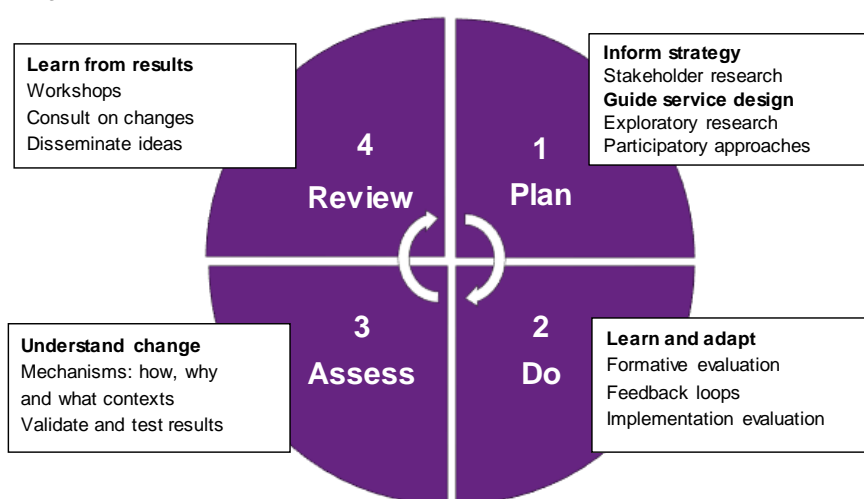 Learn from results
Workshops
Consult on changes
Disseminate ideas
Inform strategy
Stakeholder research
Guide service design
Exploratory research
Participatory approaches
4
Review
1
Plan
3
Assess
2
Do
Understand change
Mechanisms: how, why
and what contexts
Validate and test results
Learn and adapt
Formative evaluation
Feedback loops
Implementation evaluation